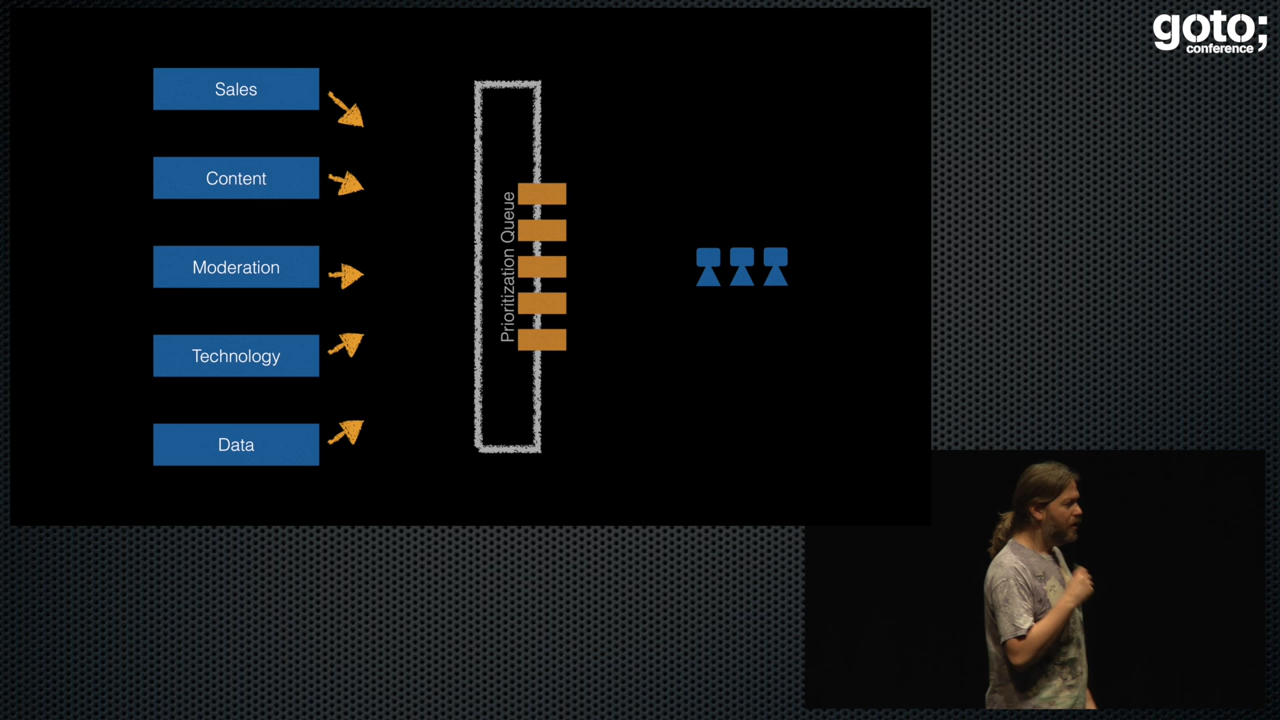 goto;
conference
Sales
Content
Moderation
Technology
Data
Prioritization Queue